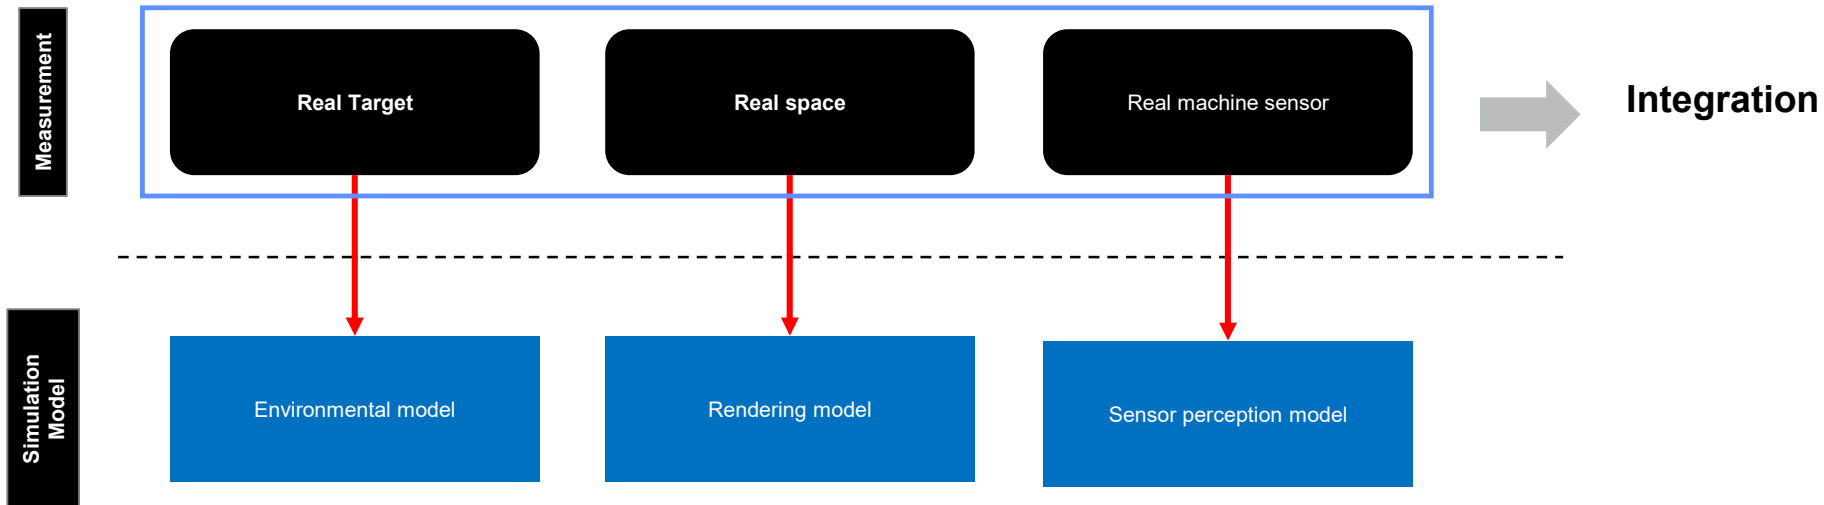 Measurement
Real Target
Real space
Real machine sensor
Integration
Simulation
Model
Environmental model
Rendering model
Sensor perception model